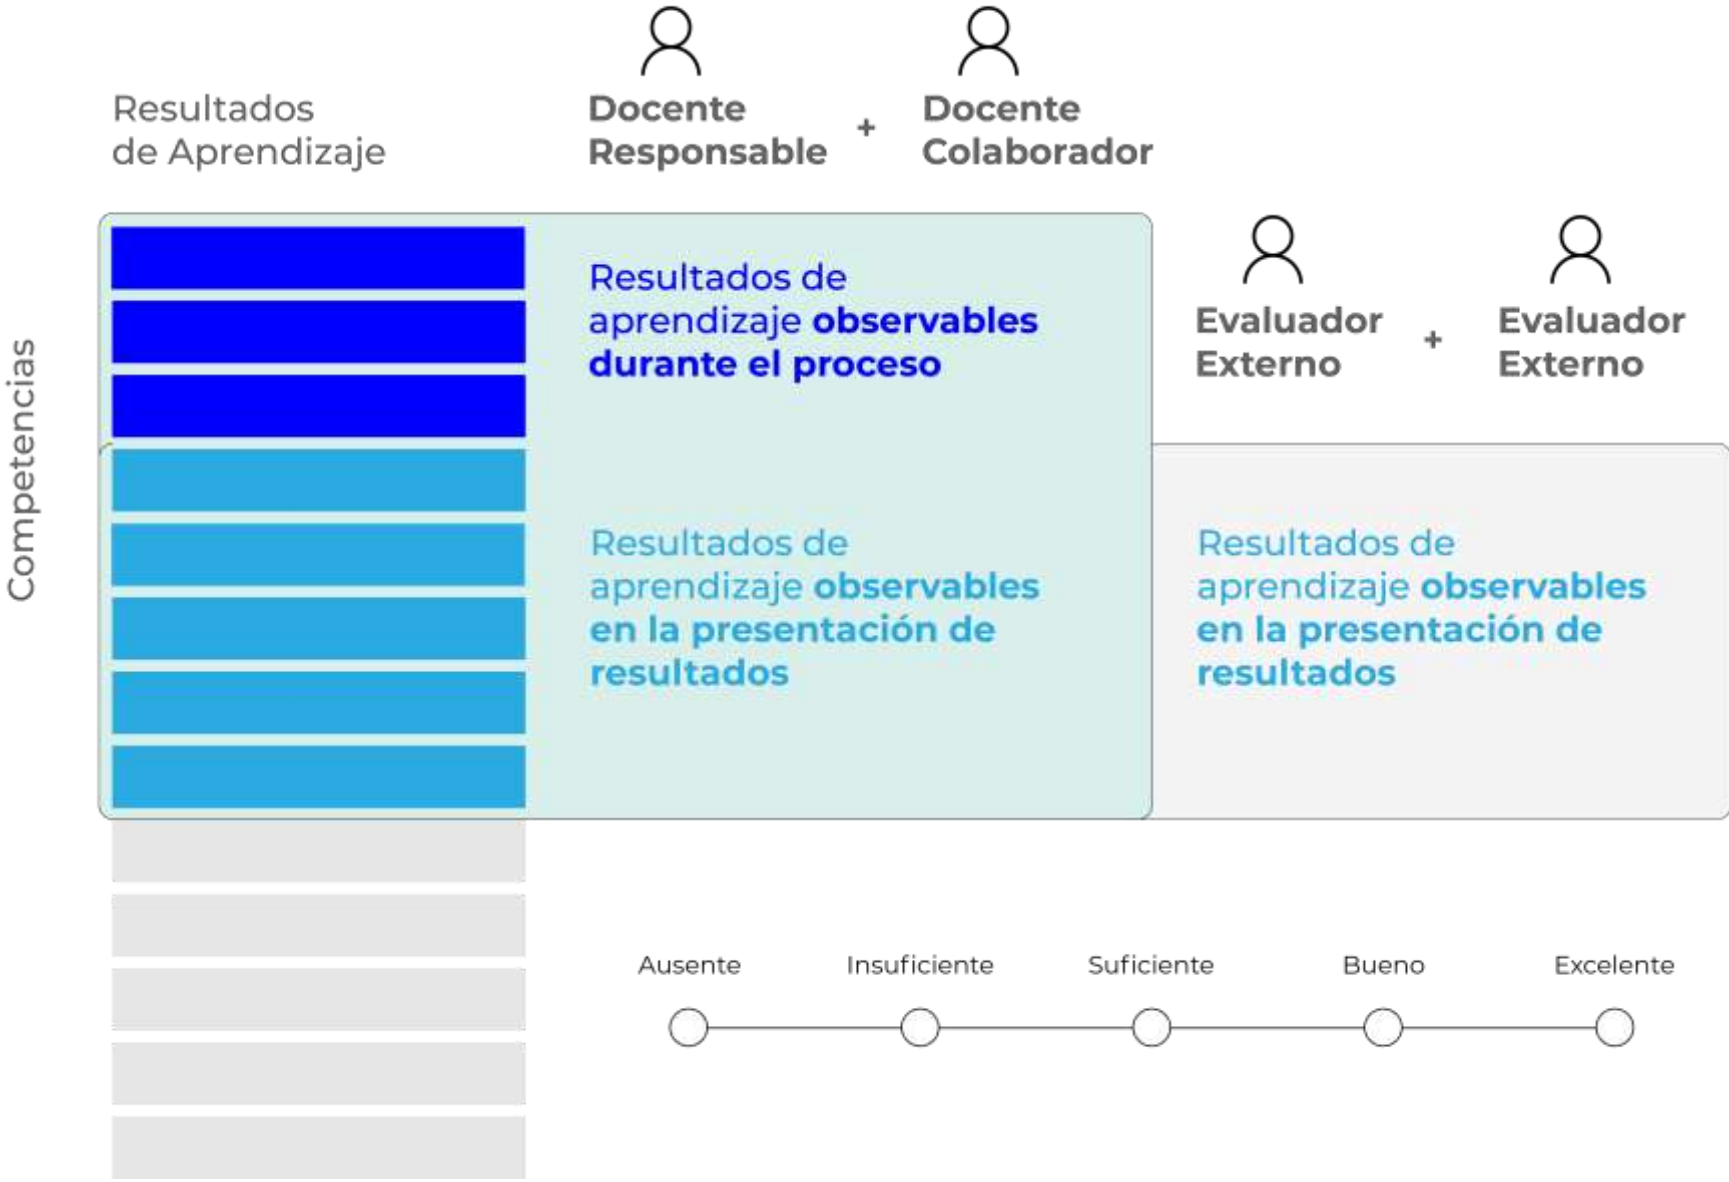 Resultados
de Aprendizaje
Docente
Responsable
+
Docente
Colaborador
Competencias
Resultados de
aprendizaje observables
durante el proceso
Evaluador
Externo
+
Evaluador
Externo
Resultados de
aprendizaje observables
en la presentación de
resultados
Resultados de
aprendizaje observables
en la presentación de
resultados
Ausente
Insuficiente
Suficiente
Bueno
Excelente